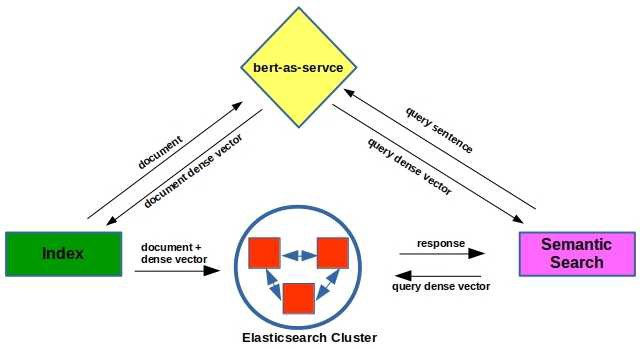 bert-as-servce
document
document dense vector
query sentence
query dense vector
Index
document +
dense vector
response
query dense vector
Semantic
Search
Elasticsearch Cluster